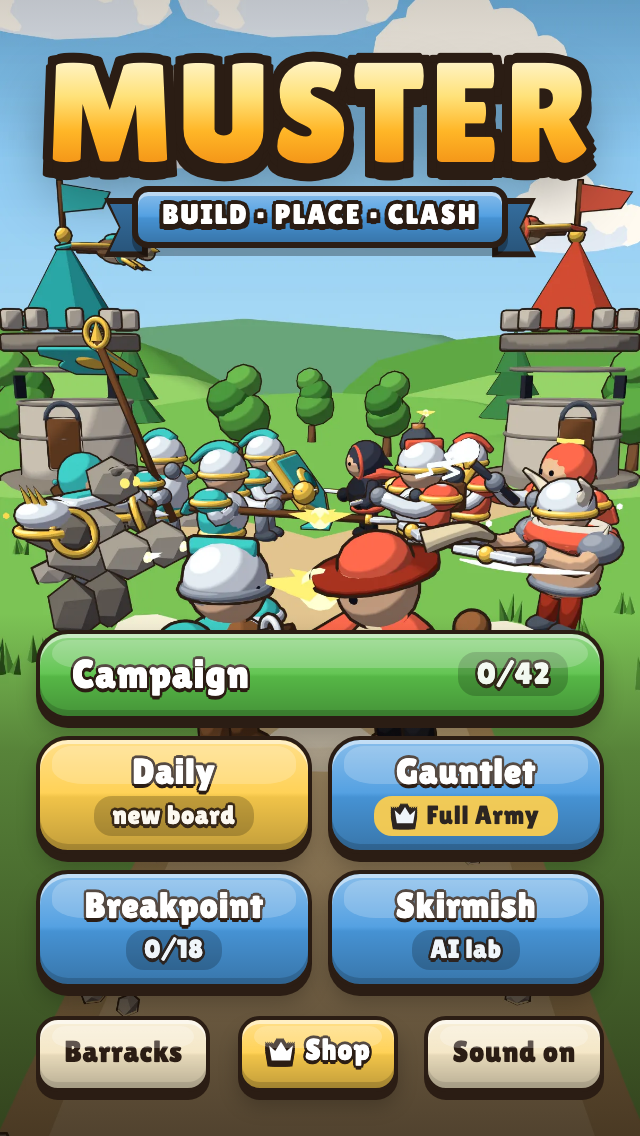 MUSTER
BUILD · PLACE · CLASH
Campaign
0/42
Daily
new board
Gauntlet
Full Army
Breakpoint
0/18
Skirmish
AI lab
Barracks
Shop
Sound on